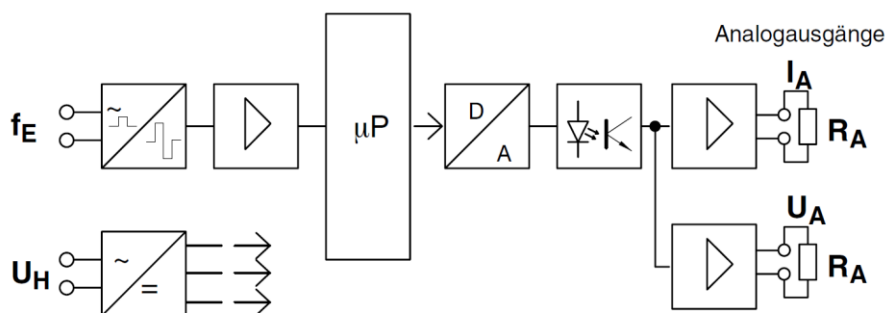 Analogausgänge
I_A
f_E
~
µP
D
A
R_A
U_A
U_H
~
=
R_A